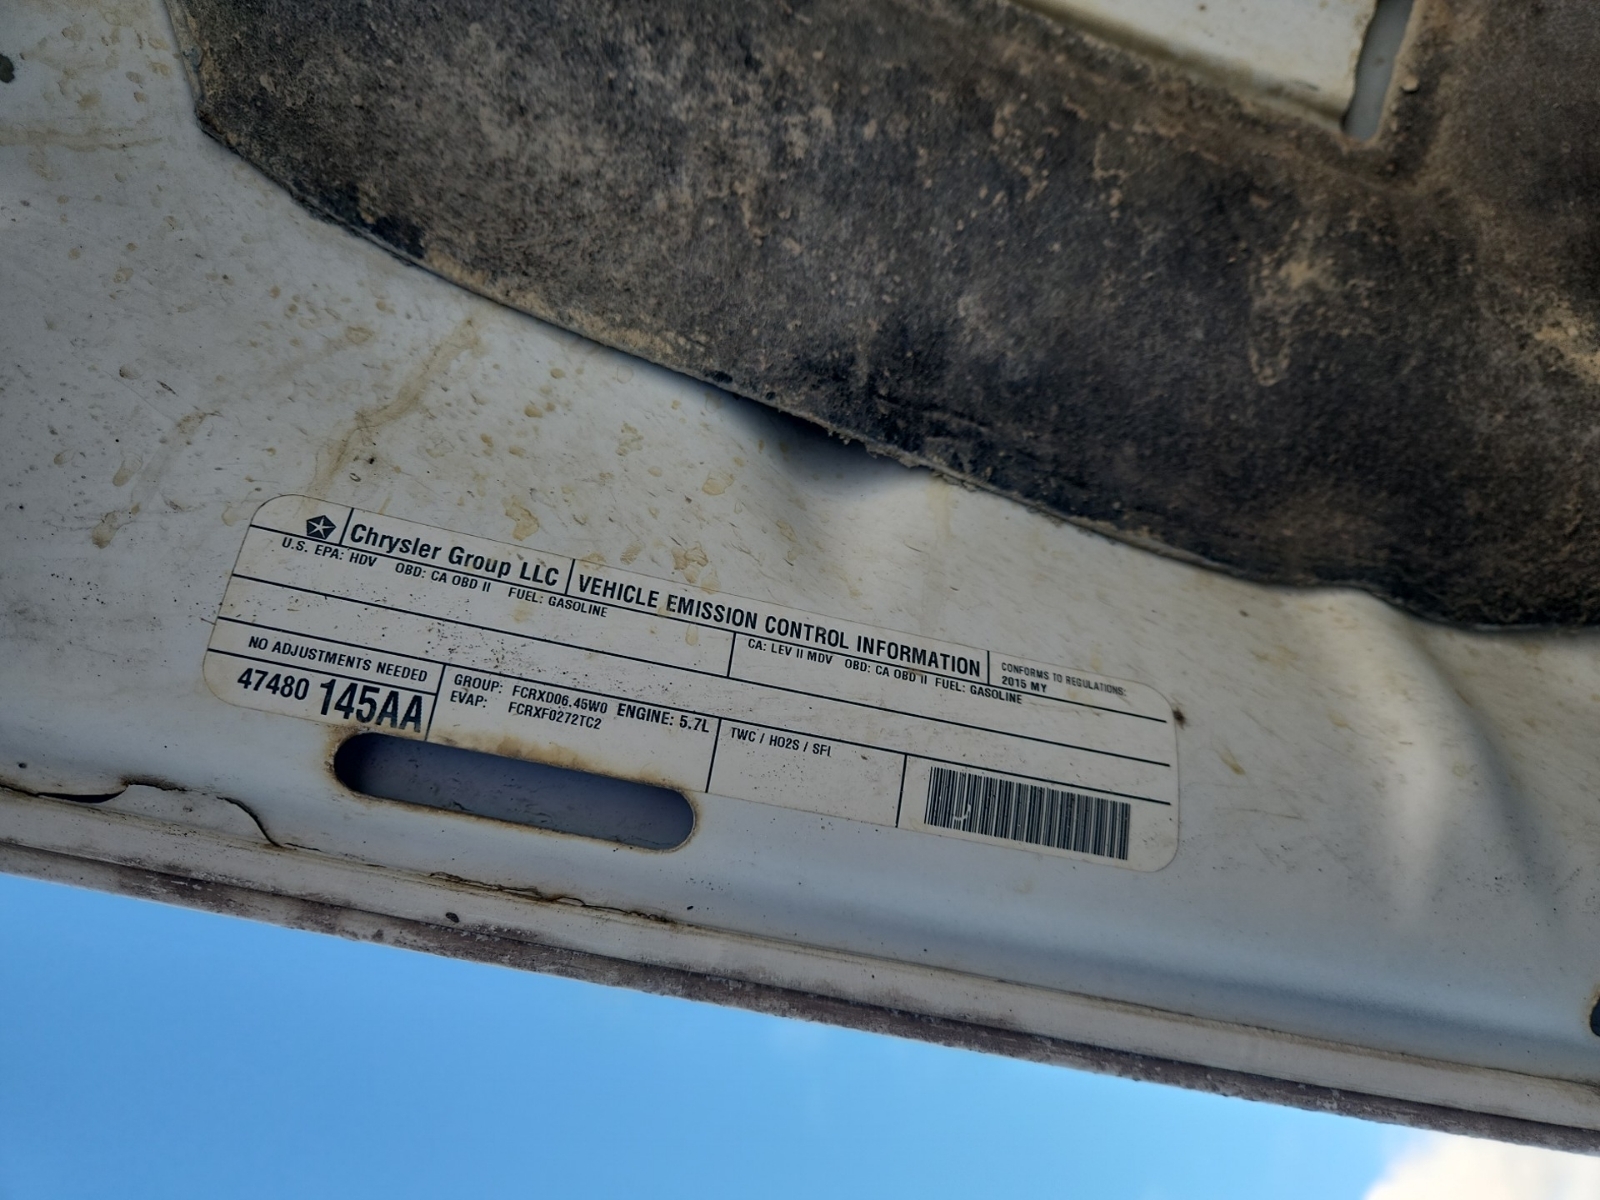 Chrysler Group LLC VEHICLE EMISSION CONTROL INFORMATION CONFORMS TO REGULATIONS: 2015 MY
U.S. EPA: HDV OBD: CA OBD II FUEL: GASOLINE
CA: LEV II MDV OBD: CA OBD II FUEL: GASOLINE
NO ADJUSTMENTS NEEDED
47480 145AA
GROUP: FCRXD06.45W0 ENGINE: 5.7L
EVAP: FCRXF0272TC2
TWC / HO2S / SFI